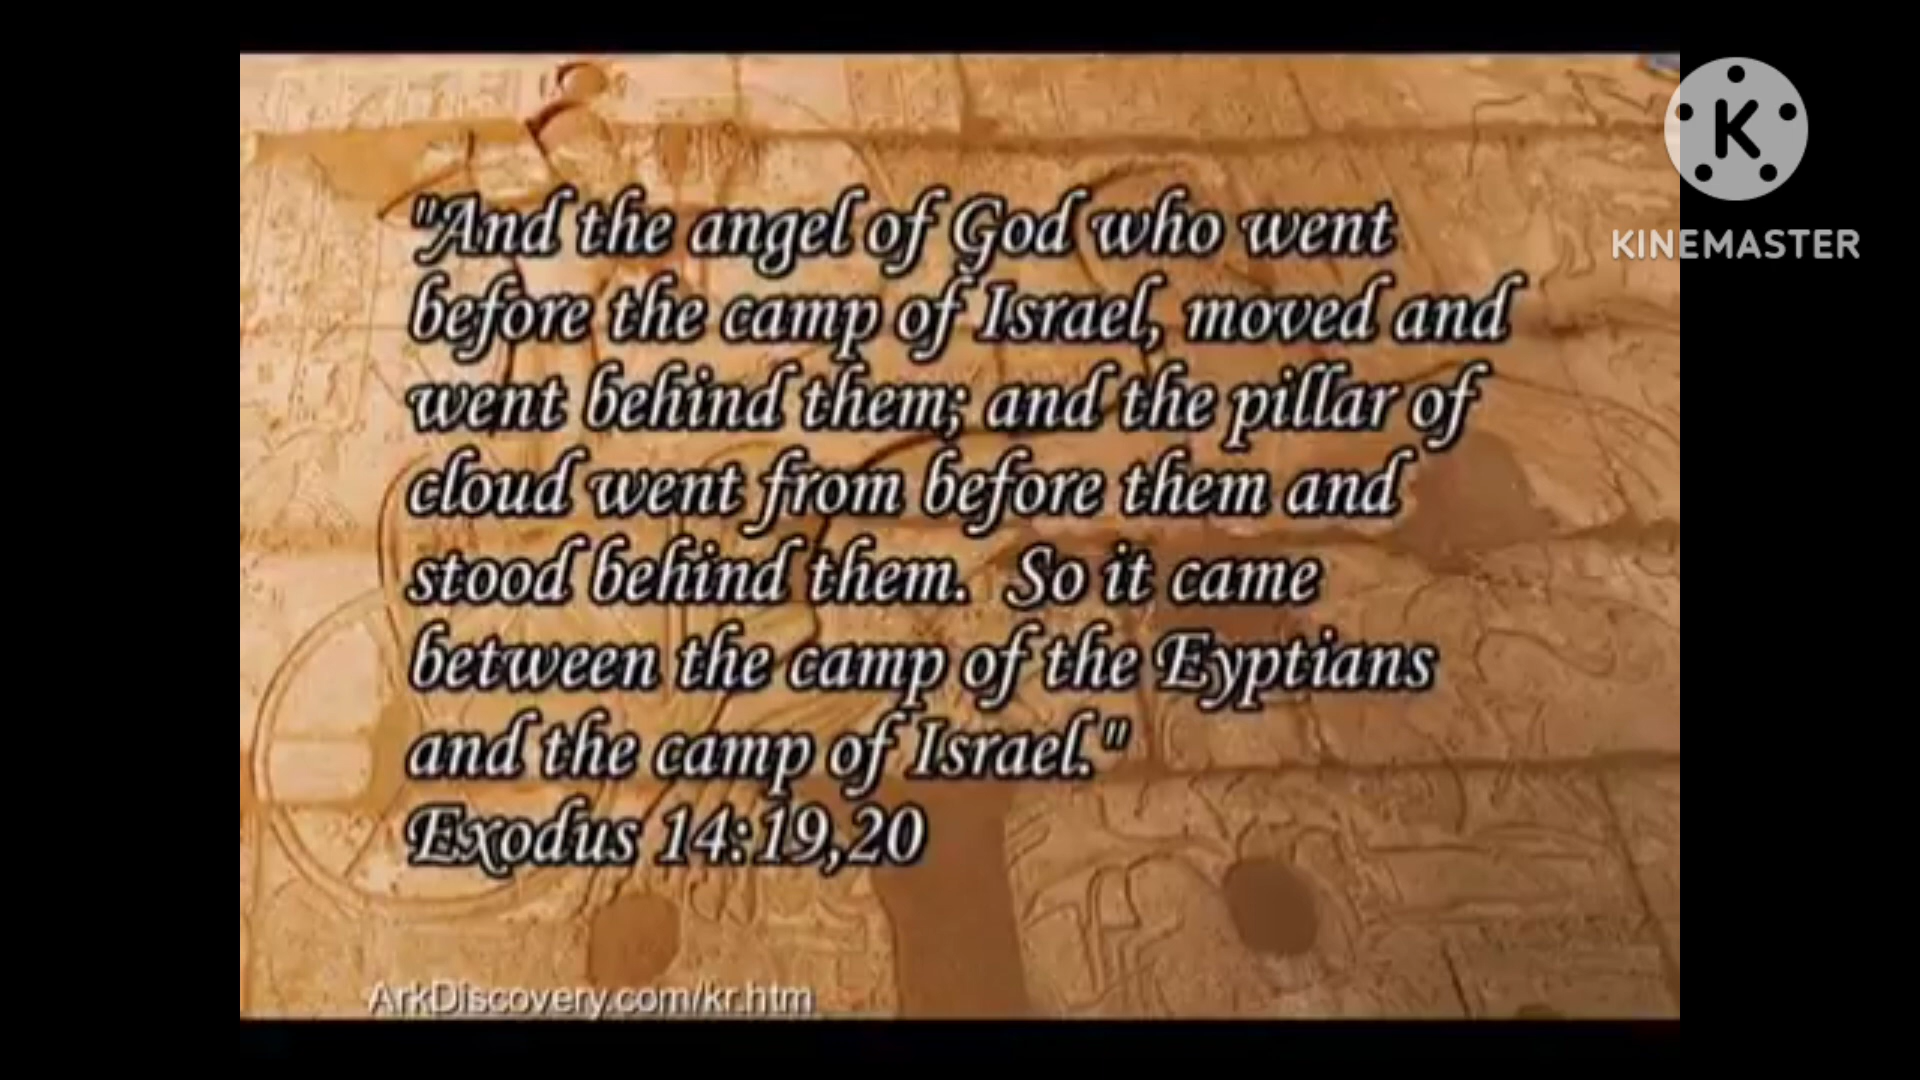 "And the angel of God who went
before the camp of Israel, moved and
went behind them; and the pillar of
cloud went from before them and
stood behind them. So it came
between the camp of the Eyptians
and the camp of Israel."
Exodus 14:19,20
ArkDiscovery.com/kr.htm
K
KINEMASTER